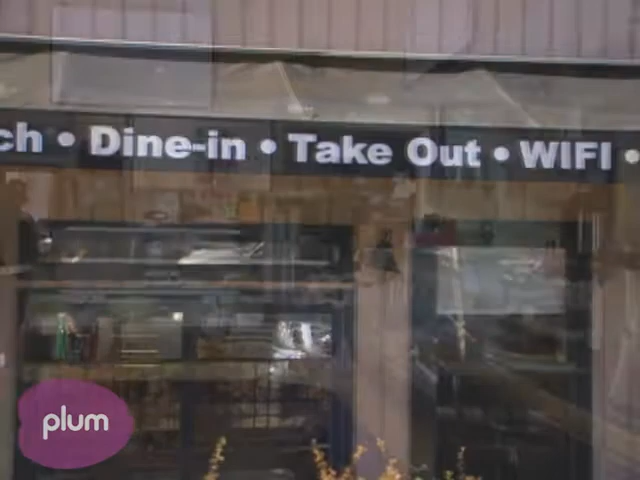 ch • Dine-in • Take Out • WIFI •
plum